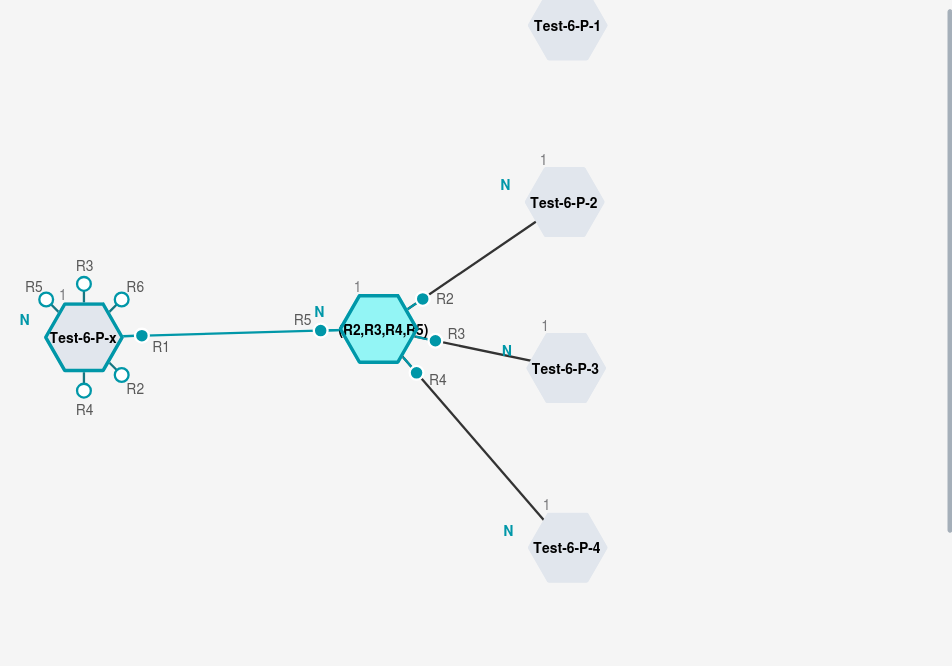 Test-6-P-1
1
N
Test-6-P-2
R3
R5
1
R6
N
Test-6-P-x
R1
R2
R4
1
N
R5
(R2,R3,R4,R5)
R2
R3
R4
1
N
Test-6-P-3
1
N
Test-6-P-4